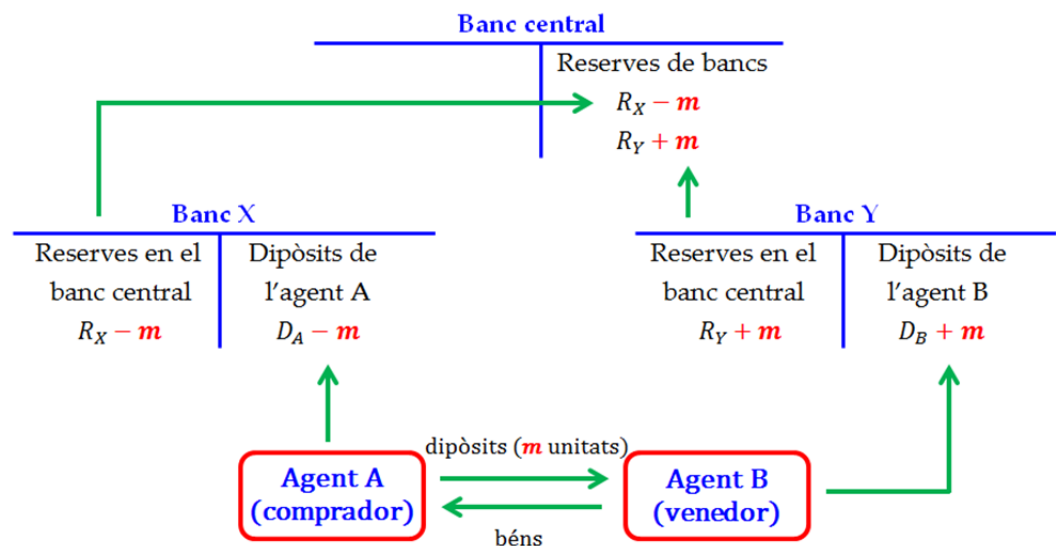 Banc central
Reserves de bancs
R_X − m
R_Y + m
Banc X
Reserves en el
banc central
R_X − m
Dipòsits de
l’agent A
D_A − m
Banc Y
Reserves en el
banc central
R_Y + m
Dipòsits de
l’agent B
D_B + m
dipòsits (m unitats)
Agent A
(comprador)
Agent B
(venedor)
béns